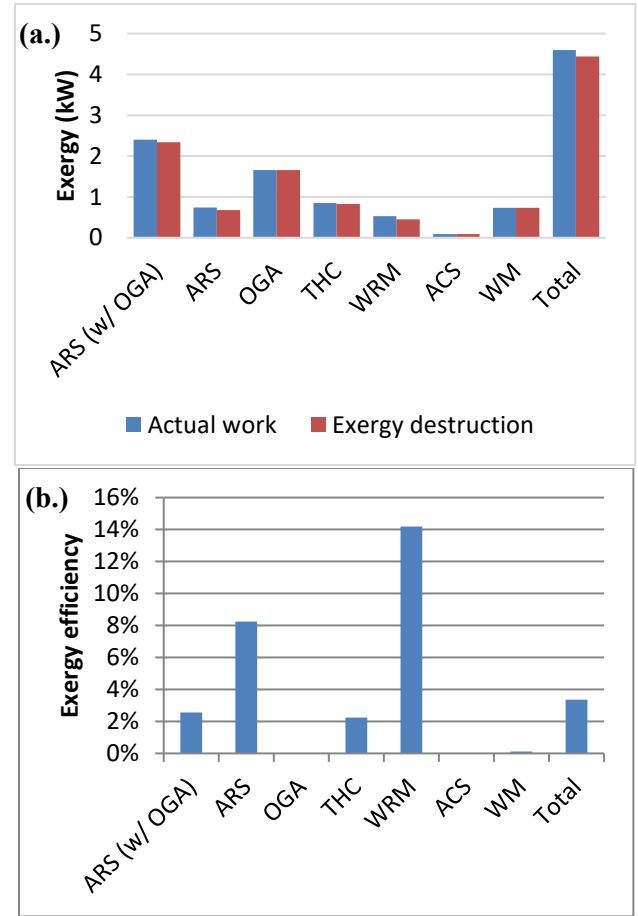 (a.)
Exergy (kW)
5
4
3
2
1
0
ARS (w/ OGA)
ARS
OGA
THC
WRM
ACS
WM
Total
Actual work
Exergy destruction
(b.)
Exergy efficiency
16%
14%
12%
10%
8%
6%
4%
2%
0%
ARS (w/ OGA)
ARS
OGA
THC
WRM
ACS
WM
Total